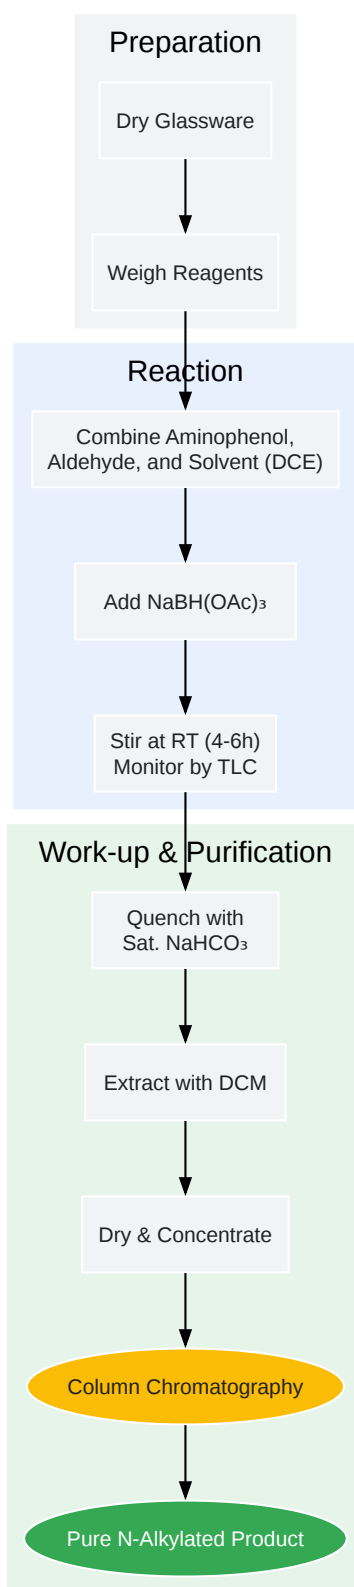 Preparation
Dry Glassware
Weigh Reagents
Reaction
Combine Aminophenol,
Aldehyde, and Solvent (DCE)
Add NaBH(OAc)₃
Stir at RT (4-6h)
Monitor by TLC
Work-up & Purification
Quench with
Sat. NaHCO₃
Extract with DCM
Dry & Concentrate
Column Chromatography
Pure N-Alkylated Product